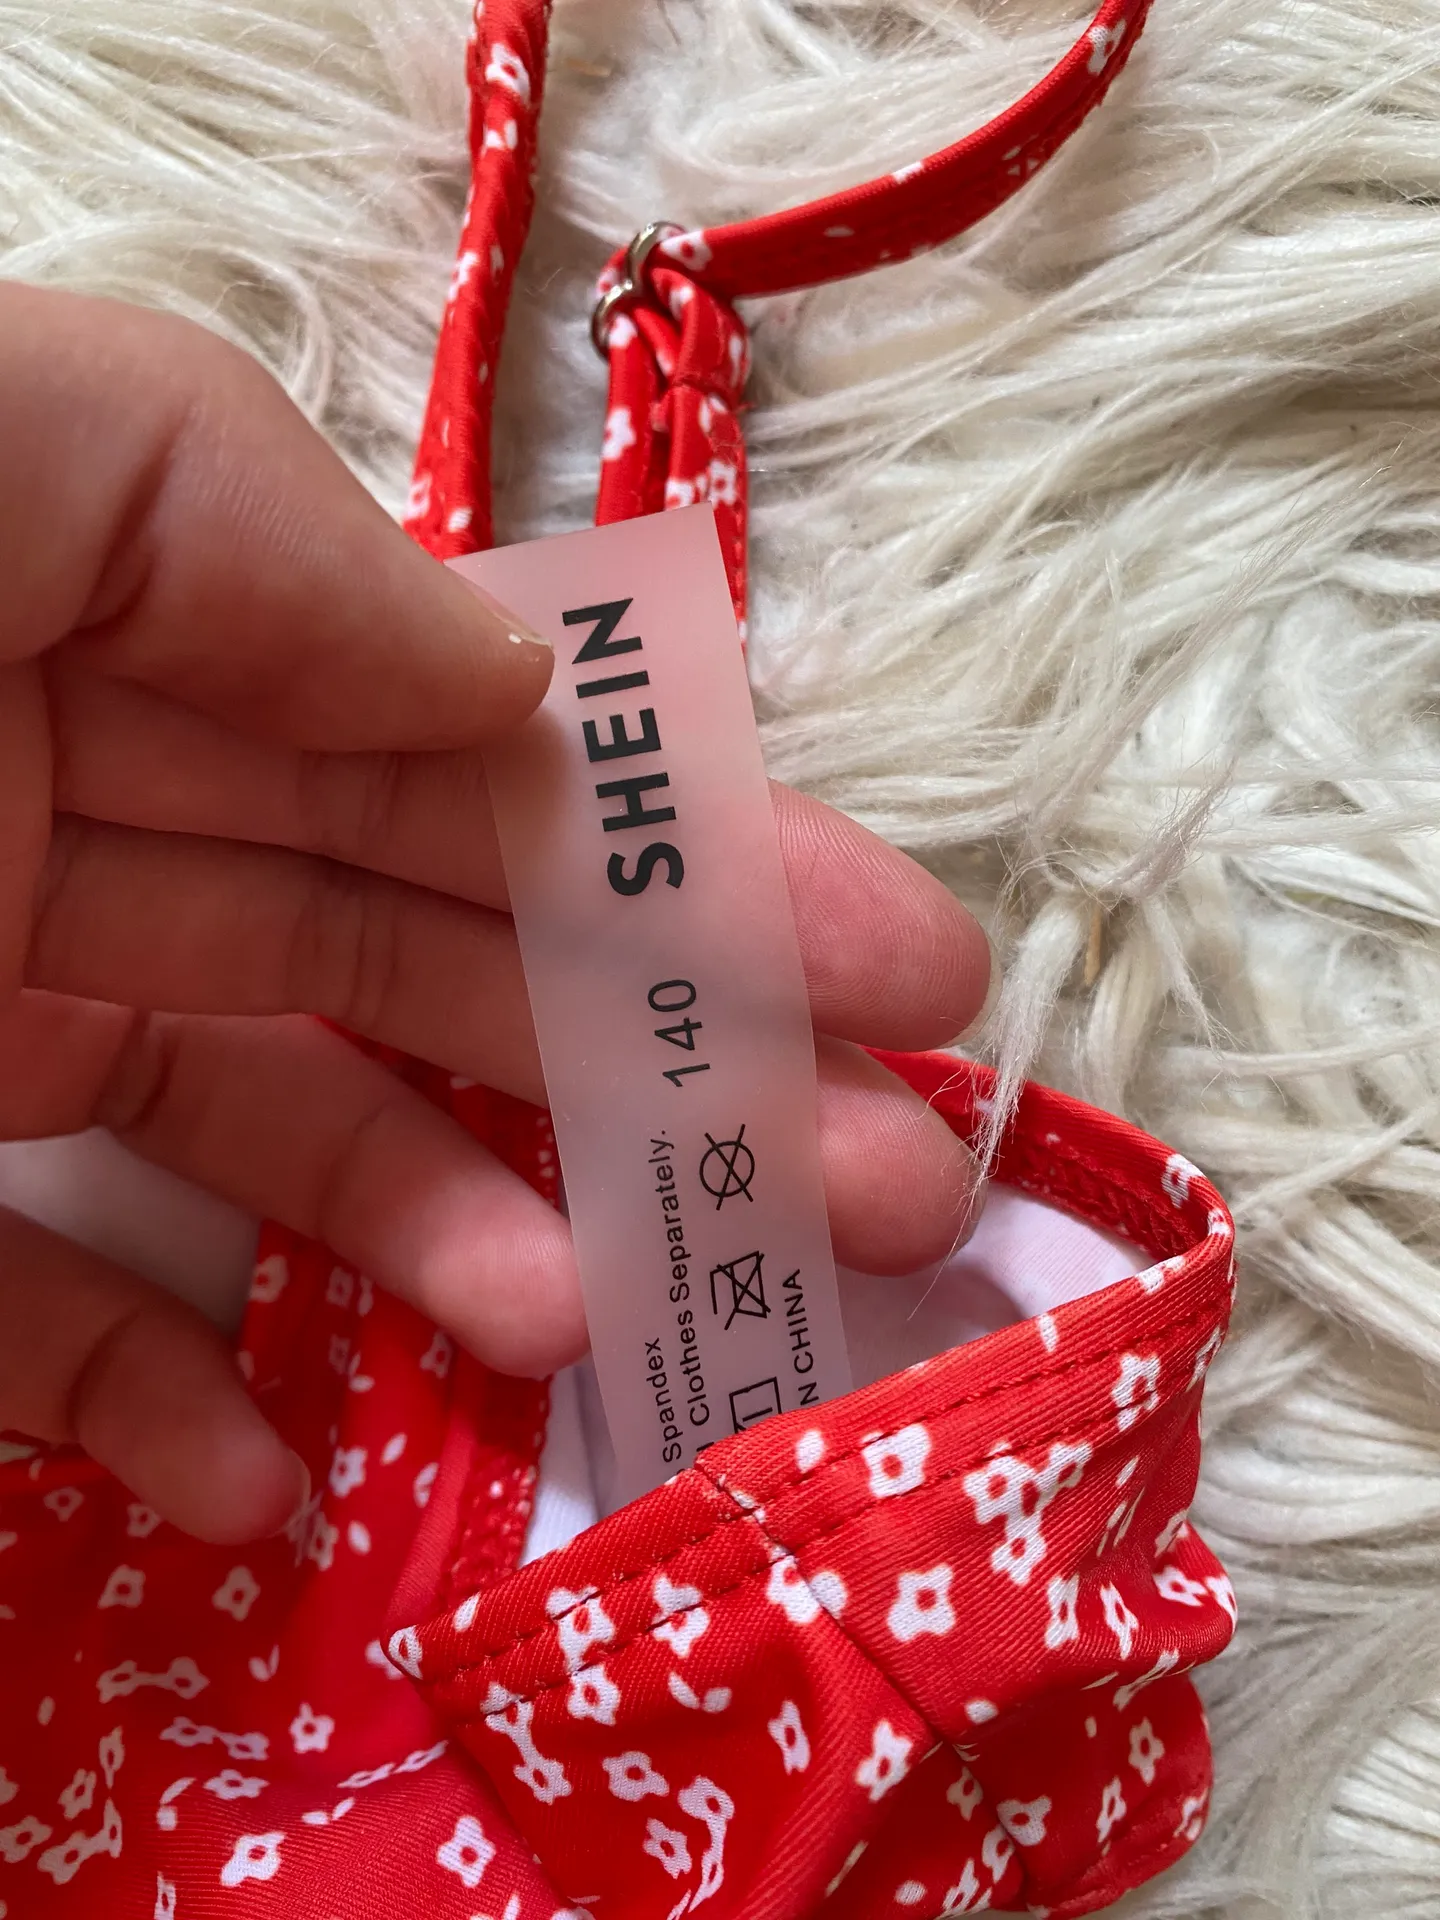 SHEIN
140
Spandex
Clothes Separately.
N CHINA